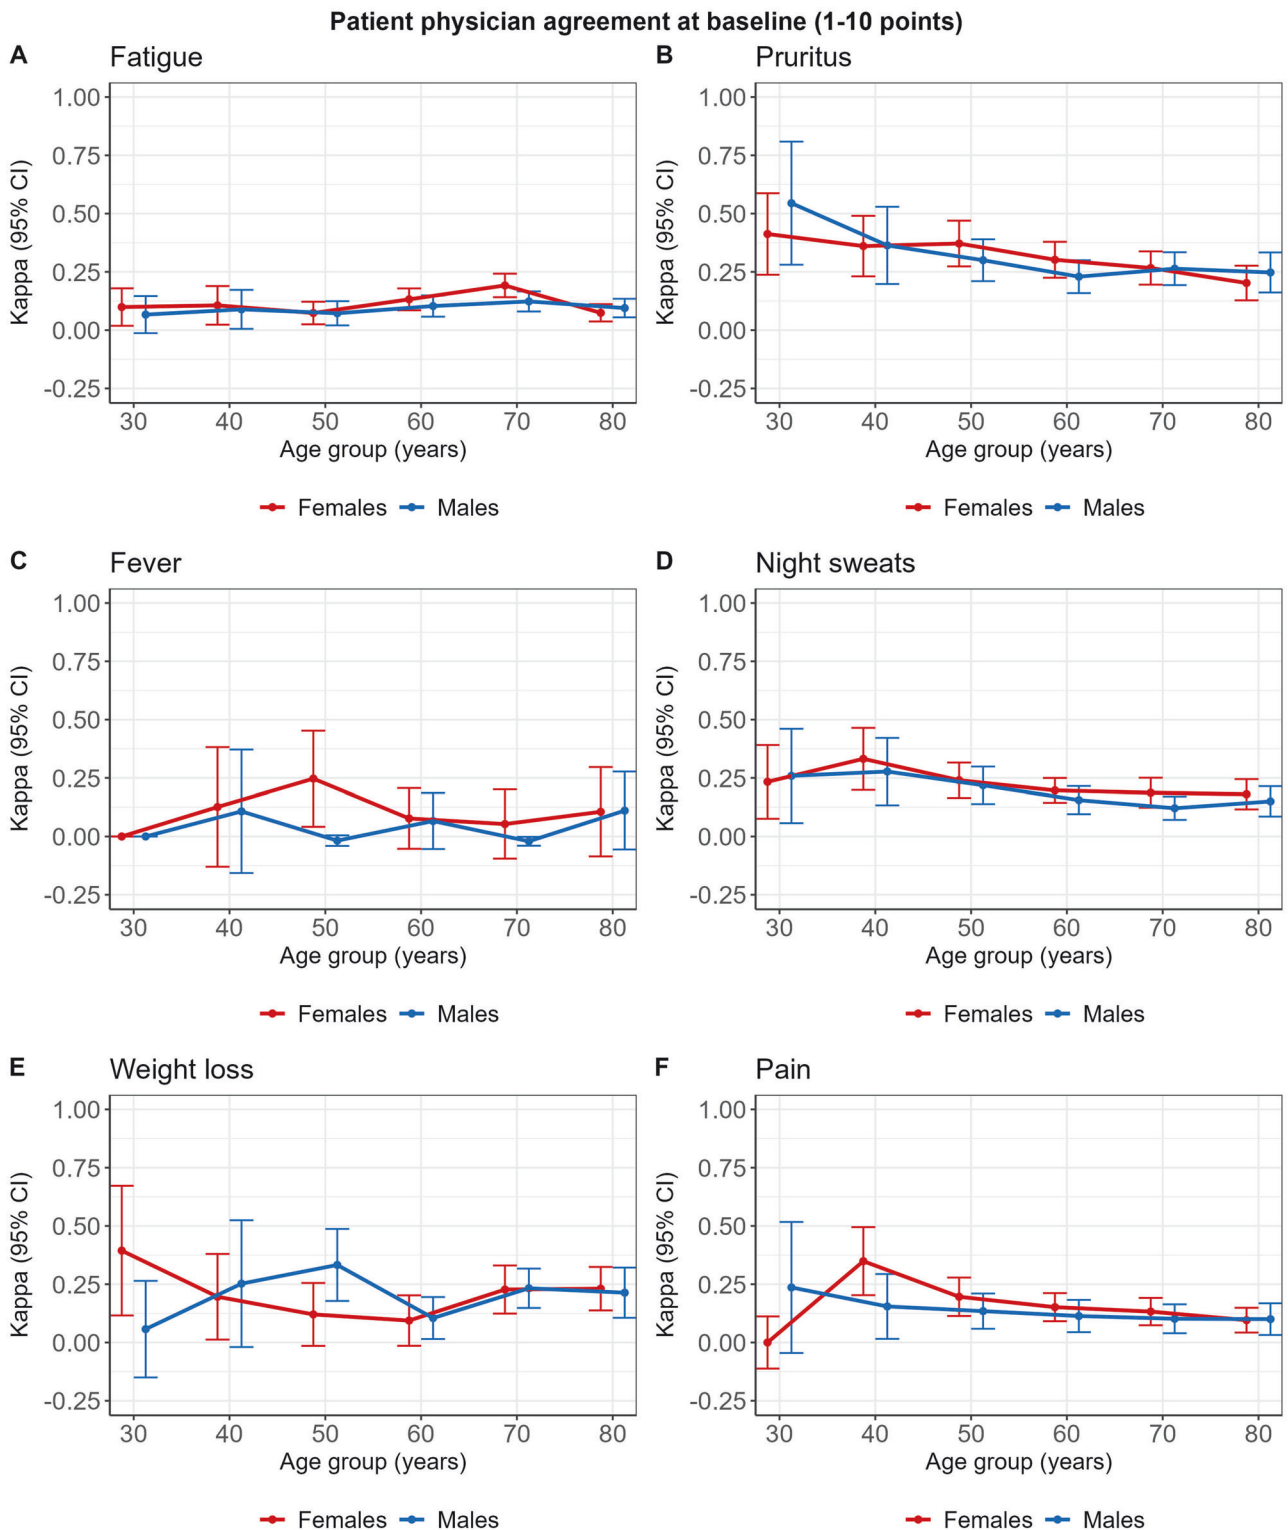 Patient physician agreement at baseline (1-10 points)
A Fatigue
1.00
0.75
0.50
0.25
0.00
-0.25
Kappa (95% CI)
30 40 50 60 70 80
Age group (years)
Females Males
B Pruritus
1.00
0.75
0.50
0.25
0.00
-0.25
Kappa (95% CI)
30 40 50 60 70 80
Age group (years)
Females Males
C Fever
1.00
0.75
0.50
0.25
0.00
-0.25
Kappa (95% CI)
30 40 50 60 70 80
Age group (years)
Females Males
D Night sweats
1.00
0.75
0.50
0.25
0.00
-0.25
Kappa (95% CI)
30 40 50 60 70 80
Age group (years)
Females Males
E Weight loss
1.00
0.75
0.50
0.25
0.00
-0.25
Kappa (95% CI)
30 40 50 60 70 80
Age group (years)
Females Males
F Pain
1.00
0.75
0.50
0.25
0.00
-0.25
Kappa (95% CI)
30 40 50 60 70 80
Age group (years)
Females Males